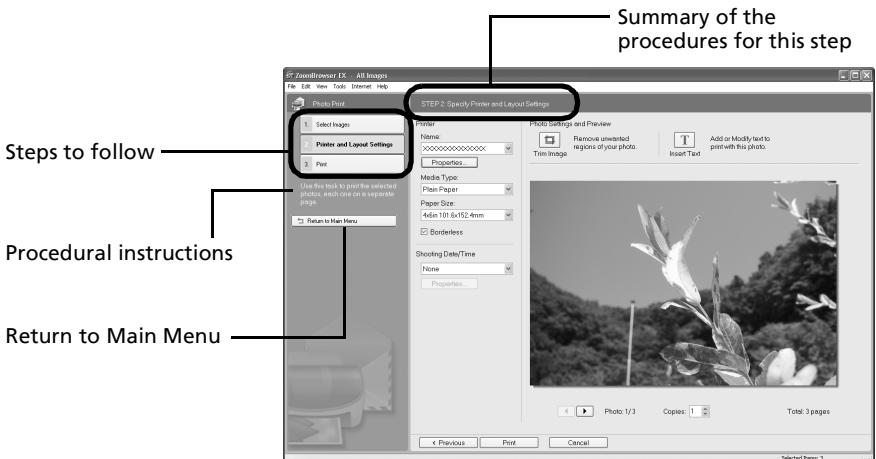 Summary of the
procedures for this step
ZoomBrowser EX - All Images
File Edit View Tools Internet Help
Photo Print
STEP 2: Specify Printer and Layout Settings
1. Select Images
2. Printer and Layout Settings
3. Print
Steps to follow
Use this task to print the selected
photos, each one on a separate
page.
Return to Main Menu
Procedural instructions
Return to Main Menu
Printer
Name:
XXXXXXXXXXXXXX
Properties...
Media Type:
Plain Paper
Paper Size:
4x6in 101.6x152.4mm
Borderless
Shooting Date/Time
None
Properties...
Photo Settings and Preview
Trim Image
Remove unwanted
regions of your photo.
T
Insert Text
Add or Modify text to
print with this photo.
Photo: 1/3
Copies: 1
Total: 3 pages
< Previous
Print
Cancel